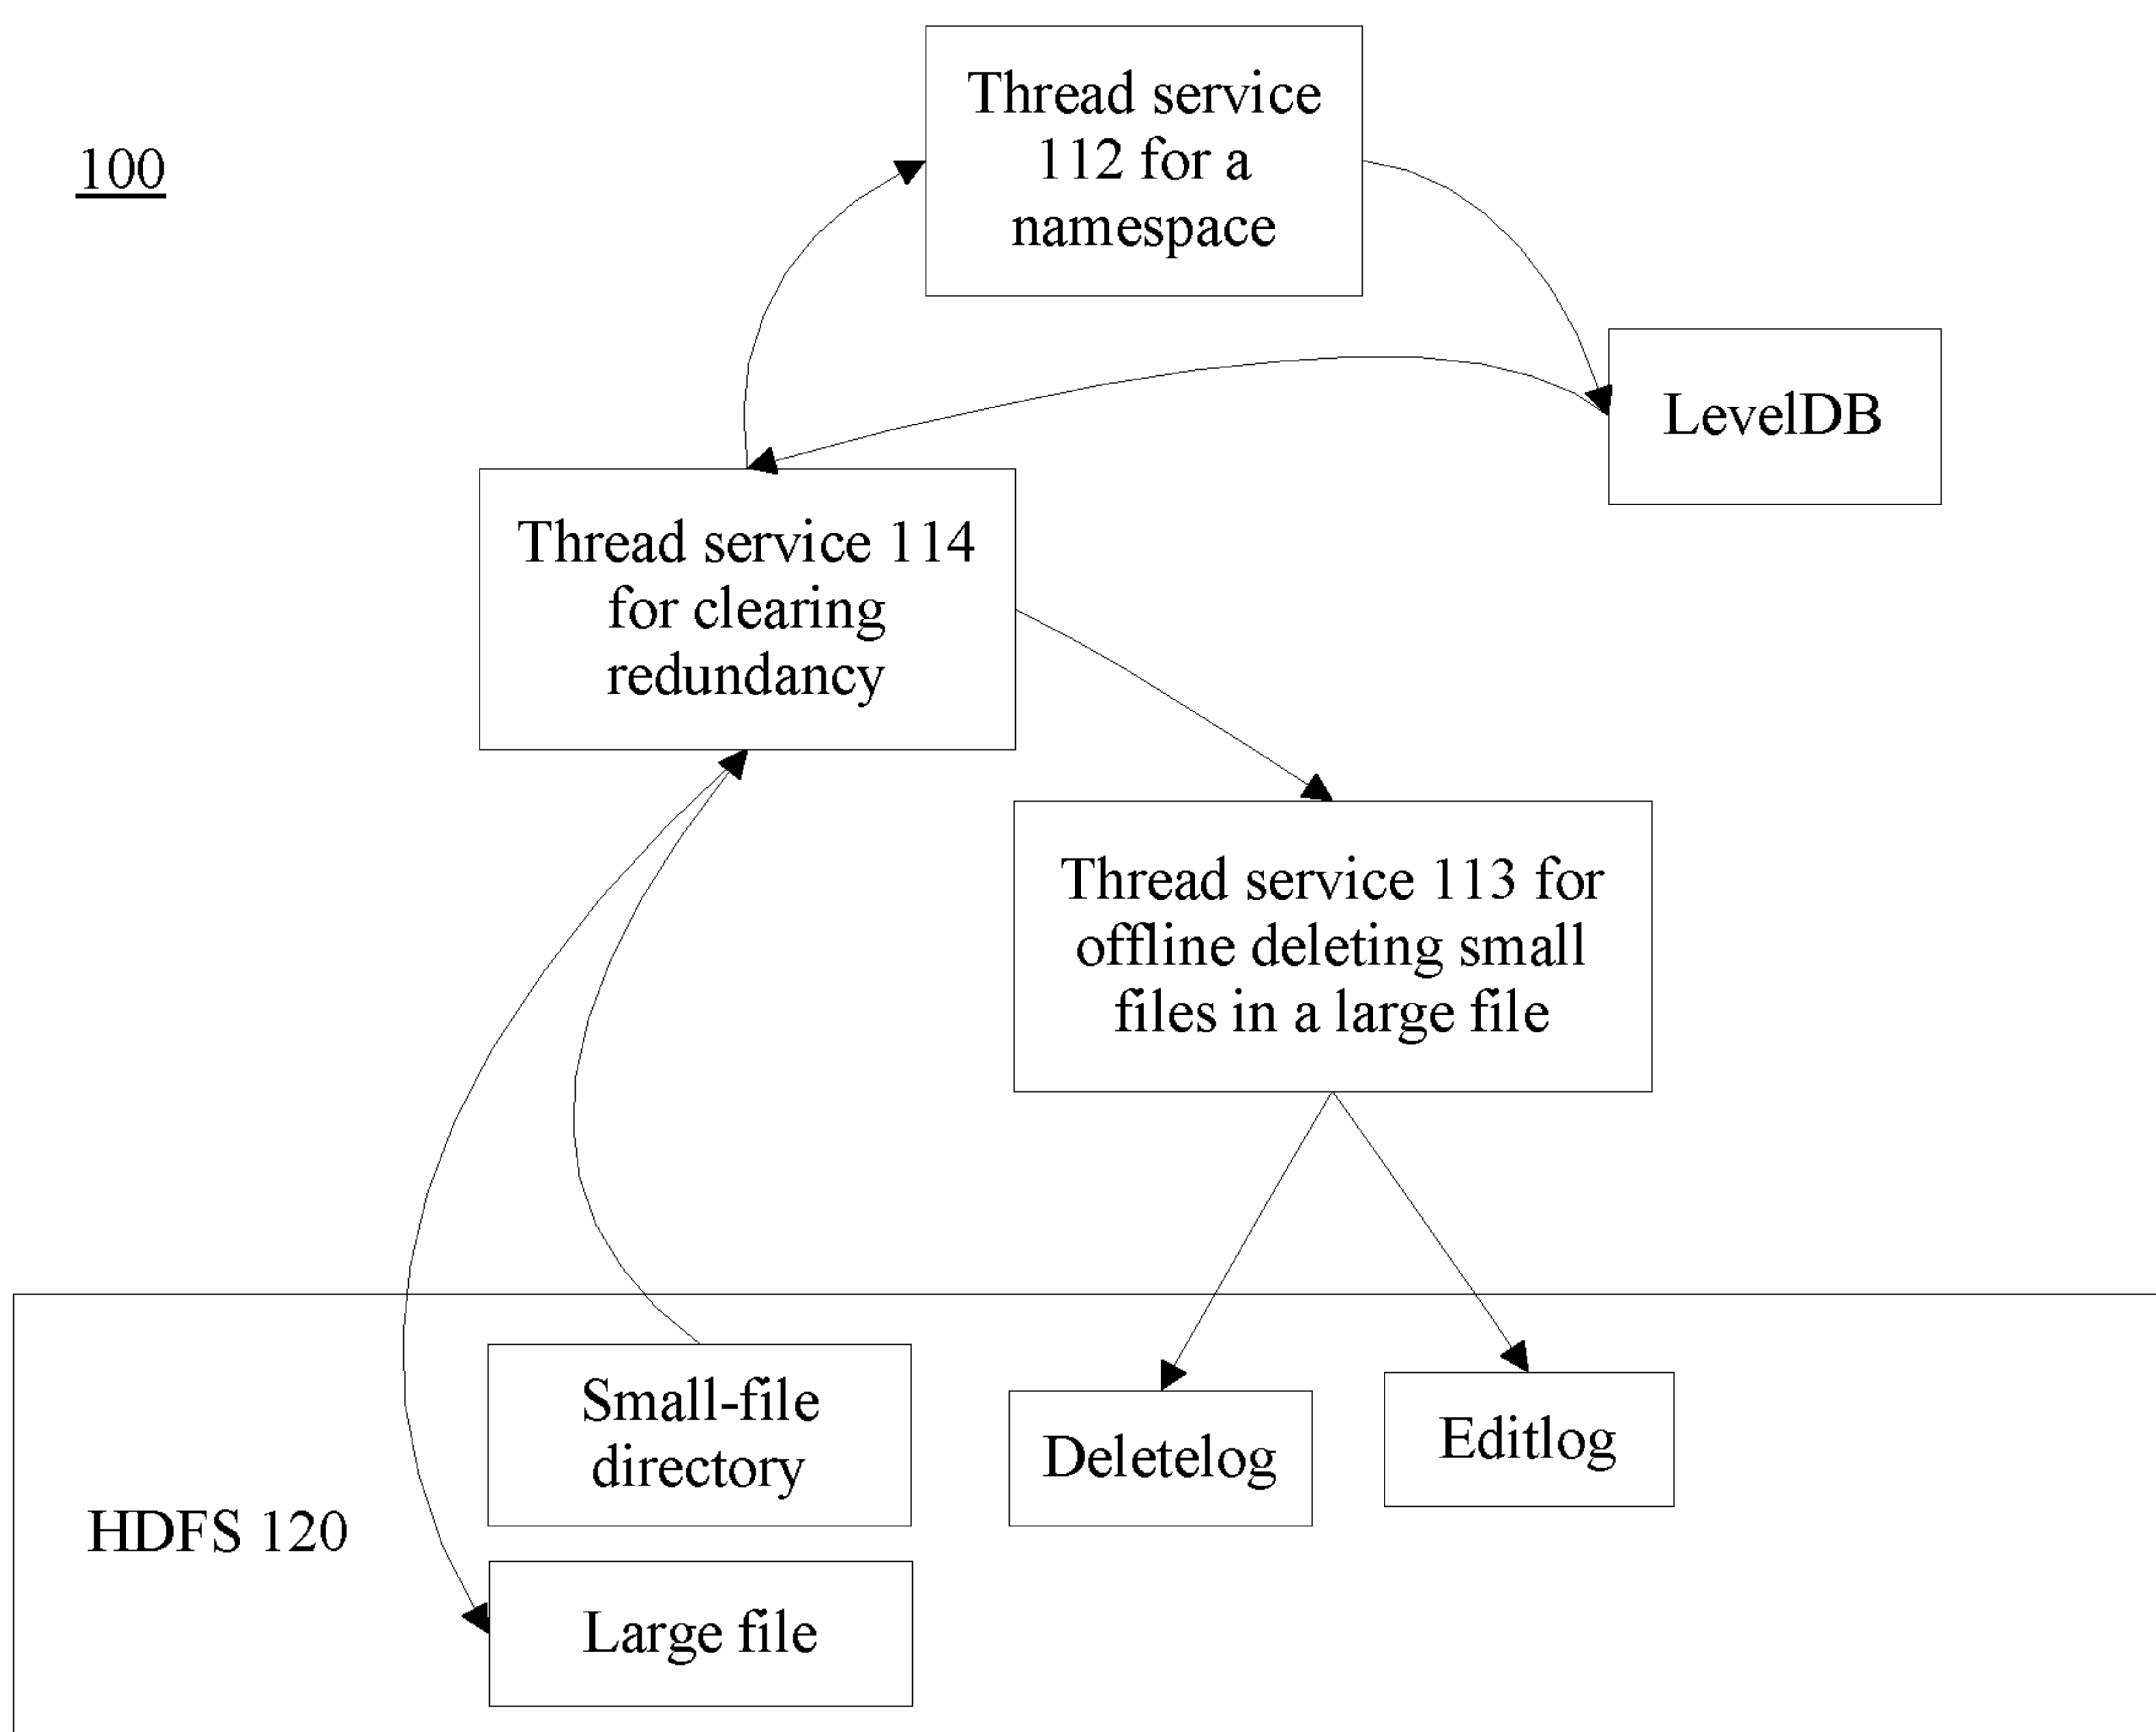 100
Thread service
112 for a
namespace
LevelDB
Thread service 114
for clearing
redundancy
Thread service 113 for
offline deleting small
files in a large file
Small-file
directory
Deletelog
Editlog
HDFS 120
Large file